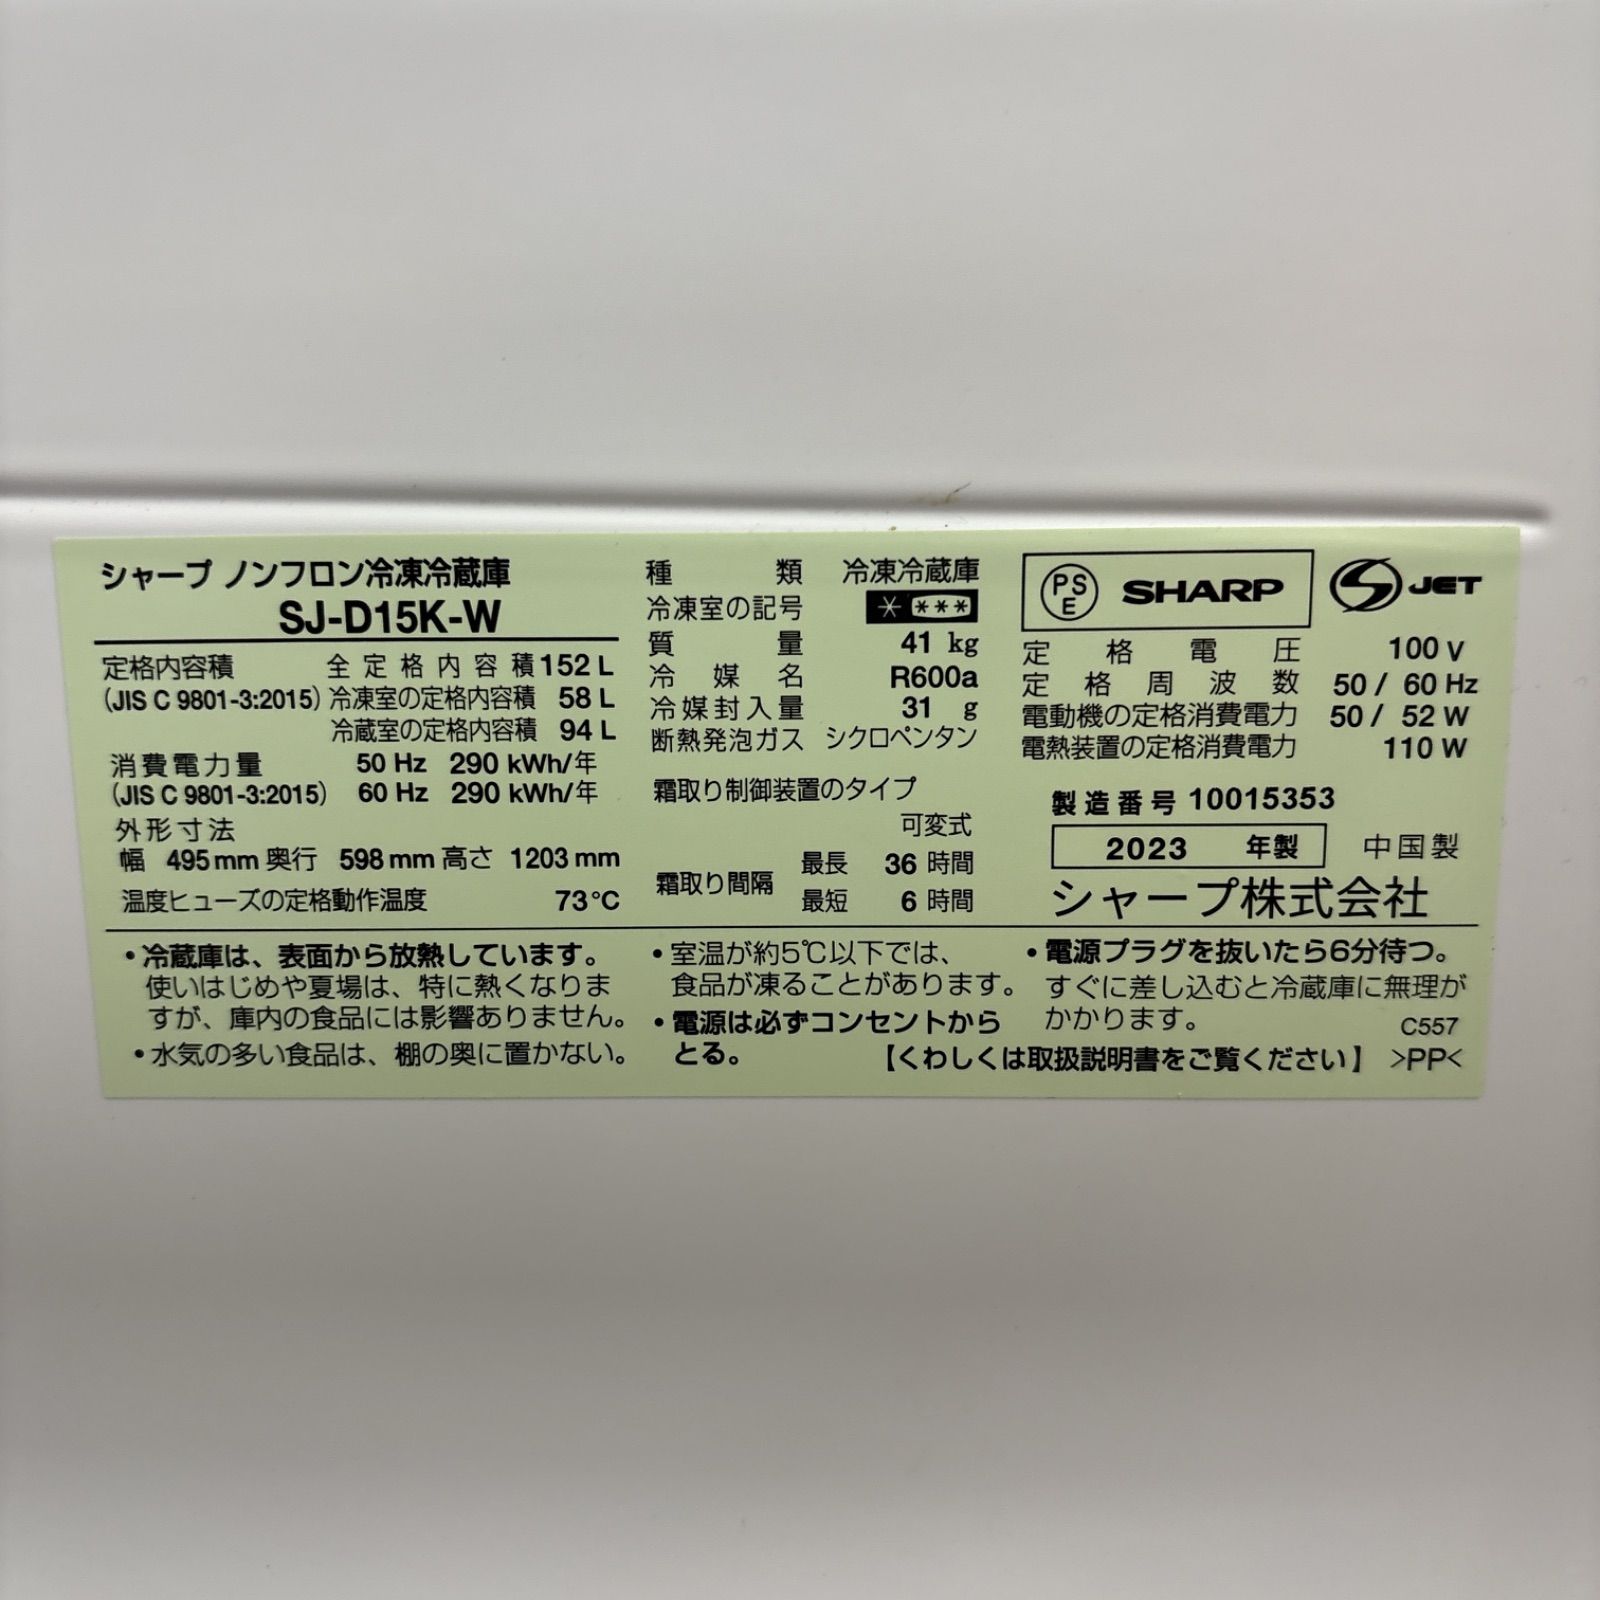 シャープ ノンフロン冷凍冷蔵庫
SJ-D15K-W
定格内容積 全定格内容積 152 L
(JIS C 9801-3:2015) 冷凍室の定格内容積 58 L
冷蔵室の定格内容積 94 L
消費電力量 50 Hz 290 kWh/年
(JIS C 9801-3:2015) 60 Hz 290 kWh/年
外形寸法
幅 495 mm 奥行 598 mm 高さ 1203 mm
温度ヒューズの定格動作温度 73℃
種類 冷凍冷蔵庫
冷凍室の記号 * ***
質量 41 kg
冷媒名 R600a
冷媒封入量 31 g
断熱発泡ガス シクロペンタン
霜取り制御装置のタイプ
可変式
霜取り間隔 最長 36 時間
最短 6 時間
PS E SHARP JET
定格電圧 100 V
定格周波数 50 / 60 Hz
電動機の定格消費電力 50 / 52 W
電熱装置の定格消費電力 110 W
製造番号 10015353
2023 年製 中国製
シャープ株式会社
・冷蔵庫は、表面から放熱しています。
使いはじめや夏場は、特に熱くなりま
すが、庫内の食品には影響ありません。
・水気の多い食品は、棚の奥に置かない。
・室温が約5℃以下では、
食品が凍ることがあります。
・電源は必ずコンセントから
とる。
・電源プラグを抜いたら6分待つ。
すぐに差し込むと冷蔵庫に無理が
かかります。 C557
【くわしくは取扱説明書をご覧ください】 >PP<